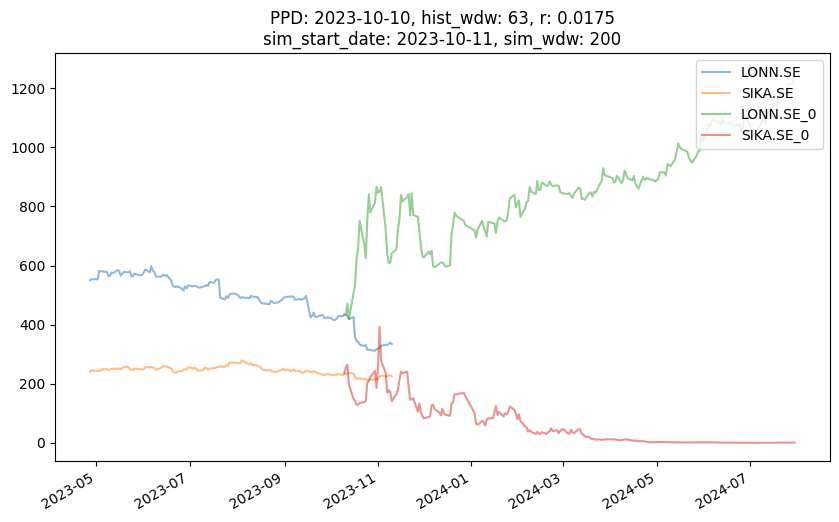 PPD: 2023-10-10, hist_wdw: 63, r: 0.0175
sim_start_date: 2023-10-11, sim_wdw: 200
LONN.SE
SIKA.SE
LONN.SE_0
SIKA.SE_0
1200
1000
800
600
400
200
0
2023-05
2023-07
2023-09
2023-11
2024-01
2024-03
2024-05
2024-07